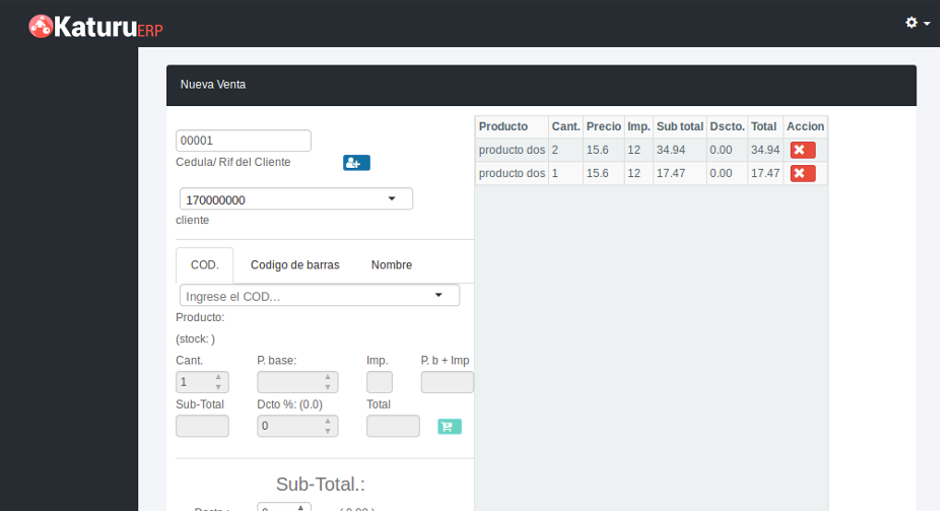 KaturuERP
Nueva Venta
00001
Cedula/ Rif del Cliente
170000000
cliente
COD. Codigo de barras Nombre
Ingrese el COD...
Producto:
(stock: )
Cant. P. base: Imp. P. b + Imp
1
Sub-Total Dcto %: (0.0) Total
0
Sub-Total.:
Producto Cant. Precio Imp. Sub total Dscto. Total Accion
producto dos 2 15.6 12 34.94 0.00 34.94
producto dos 1 15.6 12 17.47 0.00 17.47